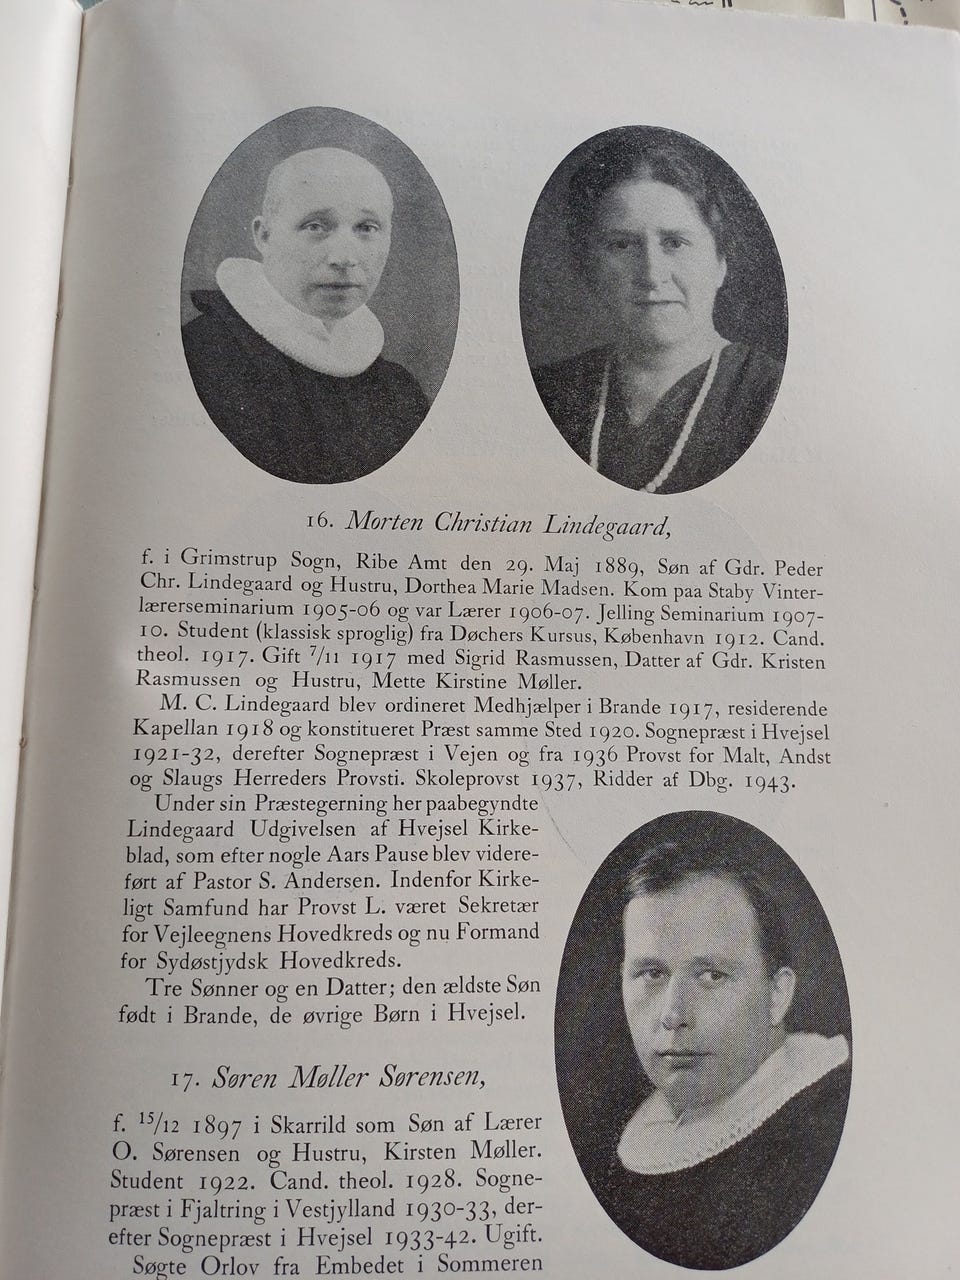 16. Morten Christian Lindegaard,
f. i Grimstrup Sogn, Ribe Amt den 29. Maj 1889, Søn af Gdr. Peder
Chr. Lindegaard og Hustru, Dorthea Marie Madsen. Kom paa Staby Vinter-
lærerseminarium 1905-06 og var Lærer 1906-07. Jelling Seminarium 1907-
10. Student (klassisk sproglig) fra Døchers Kursus, København 1912. Cand.
theol. 1917. Gift 7/11 1917 med Sigrid Rasmussen, Datter af Gdr. Kristen
Rasmussen og Hustru, Mette Kirstine Møller.
M. C. Lindegaard blev ordineret Medhjælper i Brande 1917, residerende
Kapellan 1918 og konstitueret Præst samme Sted 1920. Sognepræst i Hvejsel
1921-32, derefter Sognepræst i Vejen og fra 1936 Provst for Malt, Andst
og Slaugs Herreders Provsti. Skoleprovst 1937, Ridder af Dbg. 1943.
Under sin Præstegerning her paabegyndte
Lindegaard Udgivelsen af Hvejsel Kirke-
blad, som efter nogle Aars Pause blev videre-
ført af Pastor S. Andersen. Indenfor Kirke-
ligt Samfund har Provst L. været Sekretær
for Vejleegnens Hovedkreds og nu Formand
for Sydøstjydsk Hovedkreds.
Tre Sønner og en Datter; den ældste Søn
født i Brande, de øvrige Børn i Hvejsel.
17. Søren Møller Sørensen,
f. 15/12 1897 i Skarrild som Søn af Lærer
O. Sørensen og Hustru, Kirsten Møller.
Student 1922. Cand. theol. 1928. Sogne-
præst i Fjaltring i Vestjylland 1930-33, der-
efter Sognepræst i Hvejsel 1933-42. Ugift.
Søgte Orlov fra Embedet i Sommeren